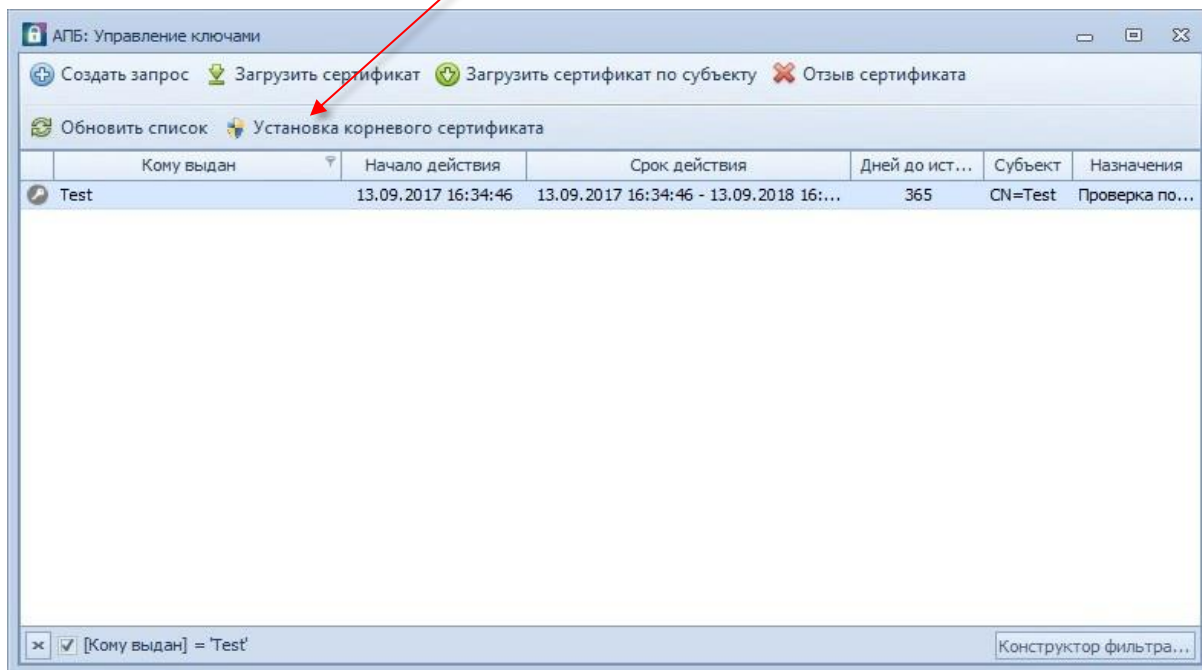 АПБ: Управление ключами
Создать запрос Загрузить сертификат Загрузить сертификат по субъекту Отзыв сертификата
Обновить список Установка корневого сертификата
Кому выдан Начало действия Срок действия Дней до ист... Субъект Назначения
Test 13.09.2017 16:34:46 13.09.2017 16:34:46 - 13.09.2018 16:... 365 CN=Test Проверка по...
[Кому выдан] = 'Test' Конструктор фильтра...